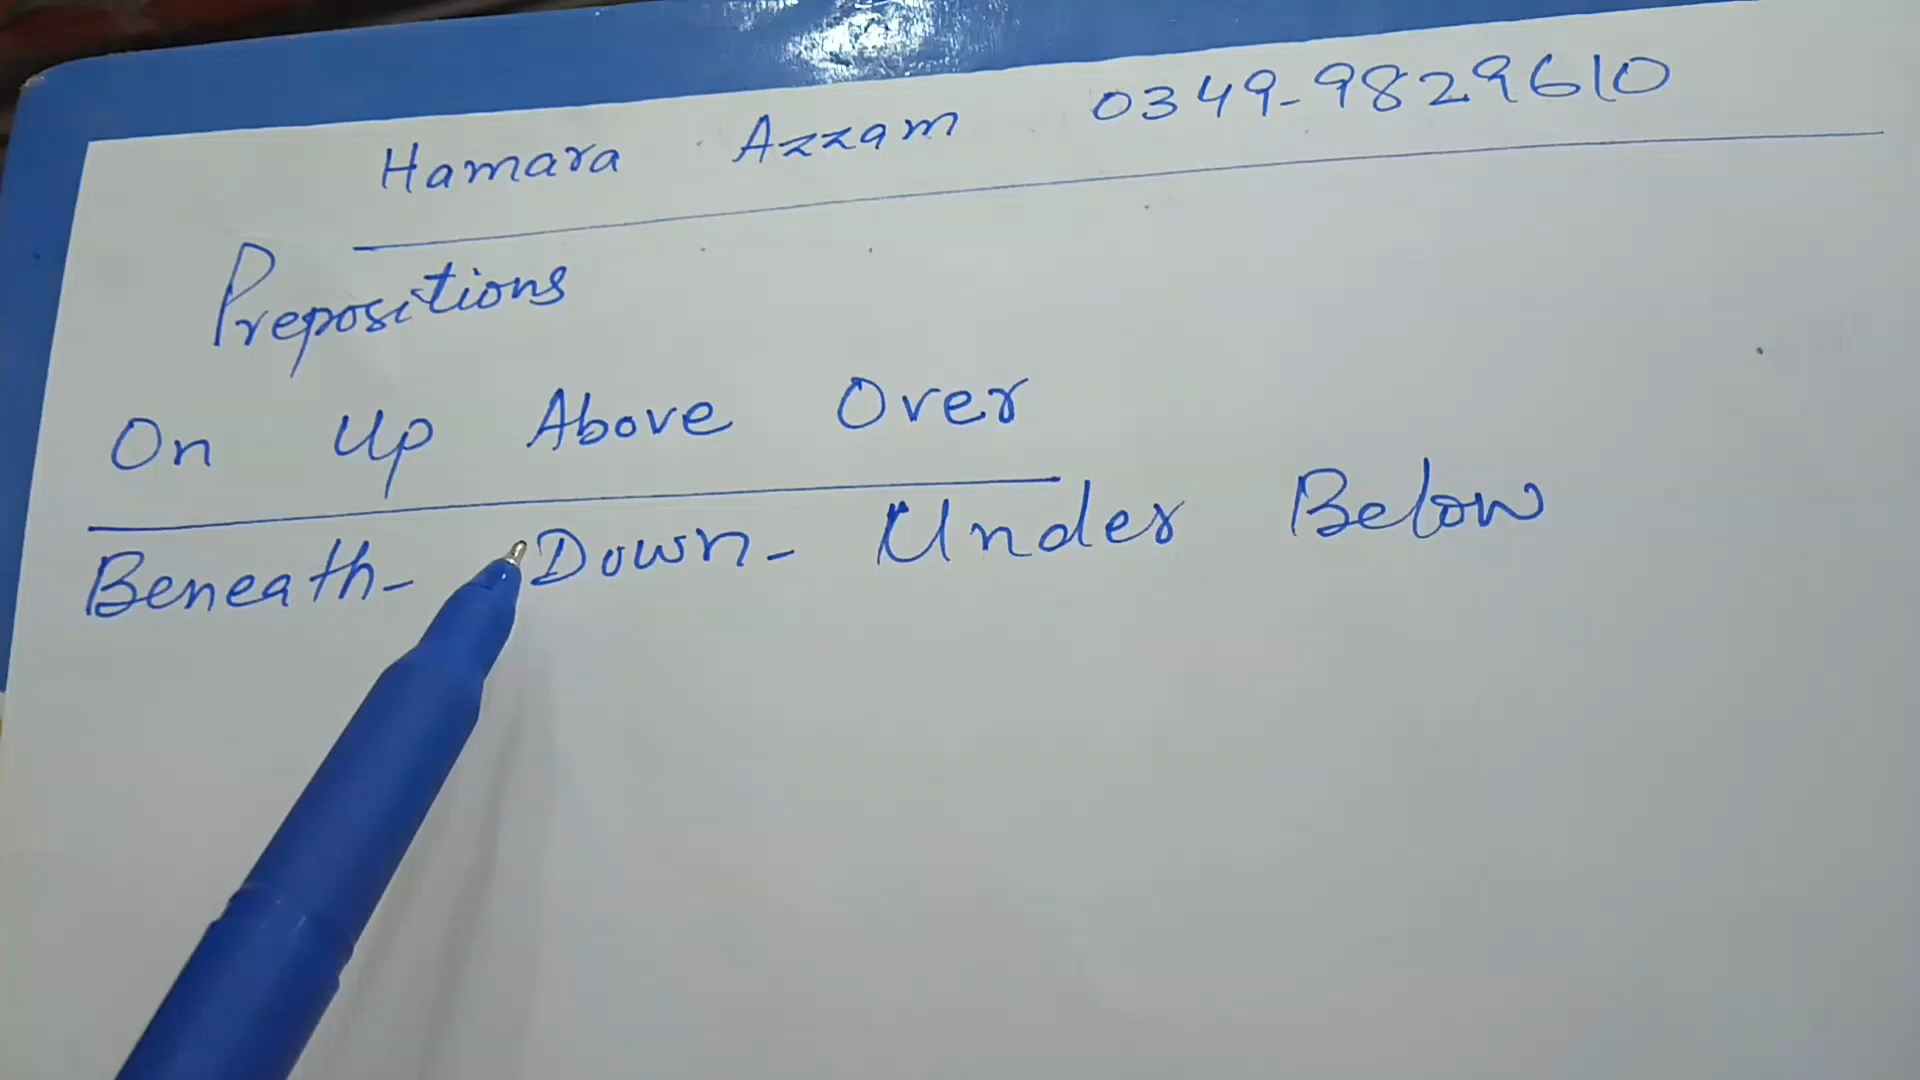 Hamara Azzam 0349-9829610
Prepositions
On Up Above Over
Beneath- Down- Under Below